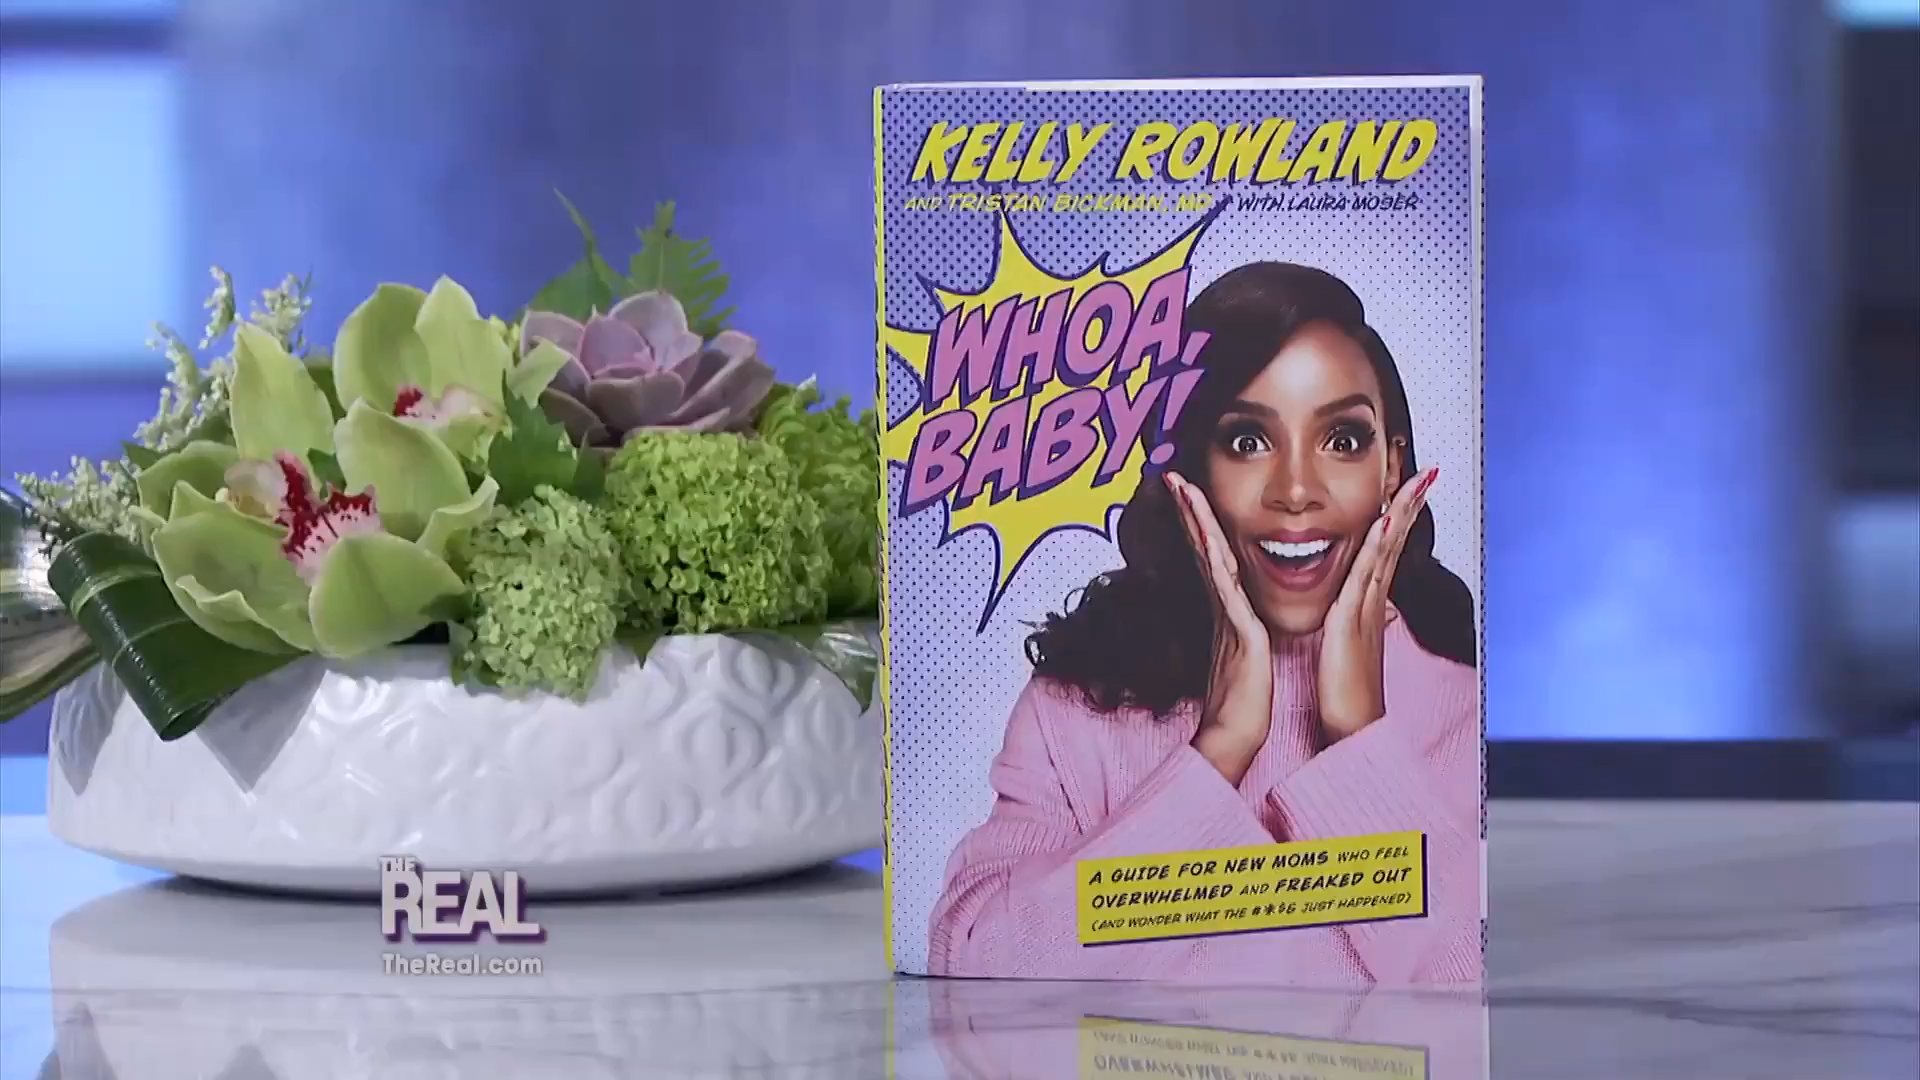 KELLY ROWLAND
AND TRISTAN BICKMAN, MD WITH LAURA MOSER
WHOA,
BABY!
A GUIDE FOR NEW MOMS WHO FEEL
OVERWHELMED AND FREAKED OUT
(AND WONDER WHAT THE #*$& JUST HAPPENED)
THE
REAL
TheReal.com